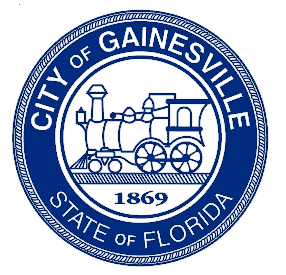 CITY OF GAINESVILLE
1869
STATE OF FLORIDA